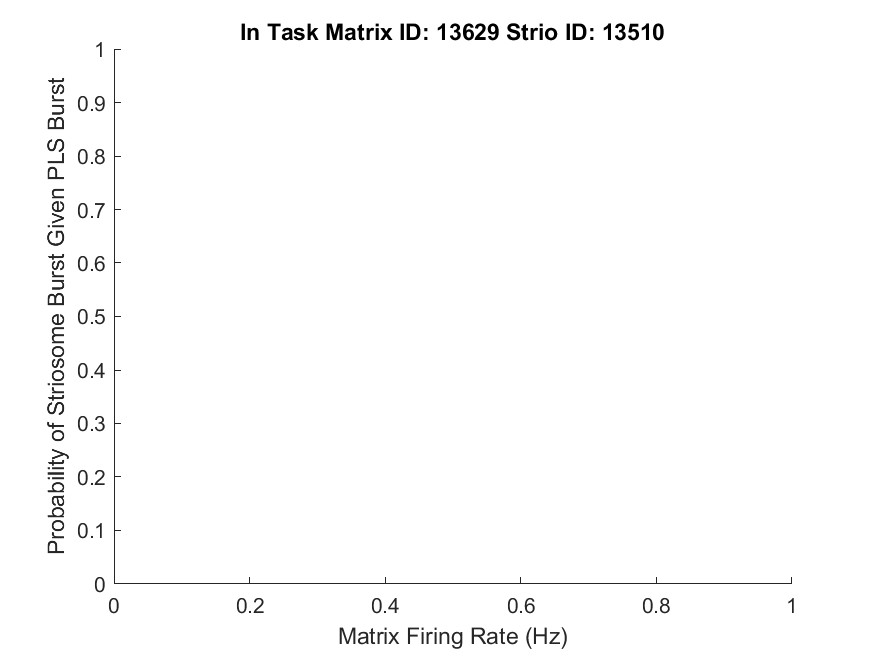 In Task Matrix ID: 13629 Strio ID: 13510
Probability of Striosome Burst Given PLS Burst
1
0.9
0.8
0.7
0.6
0.5
0.4
0.3
0.2
0.1
0
0 0.2 0.4 0.6 0.8 1
Matrix Firing Rate (Hz)